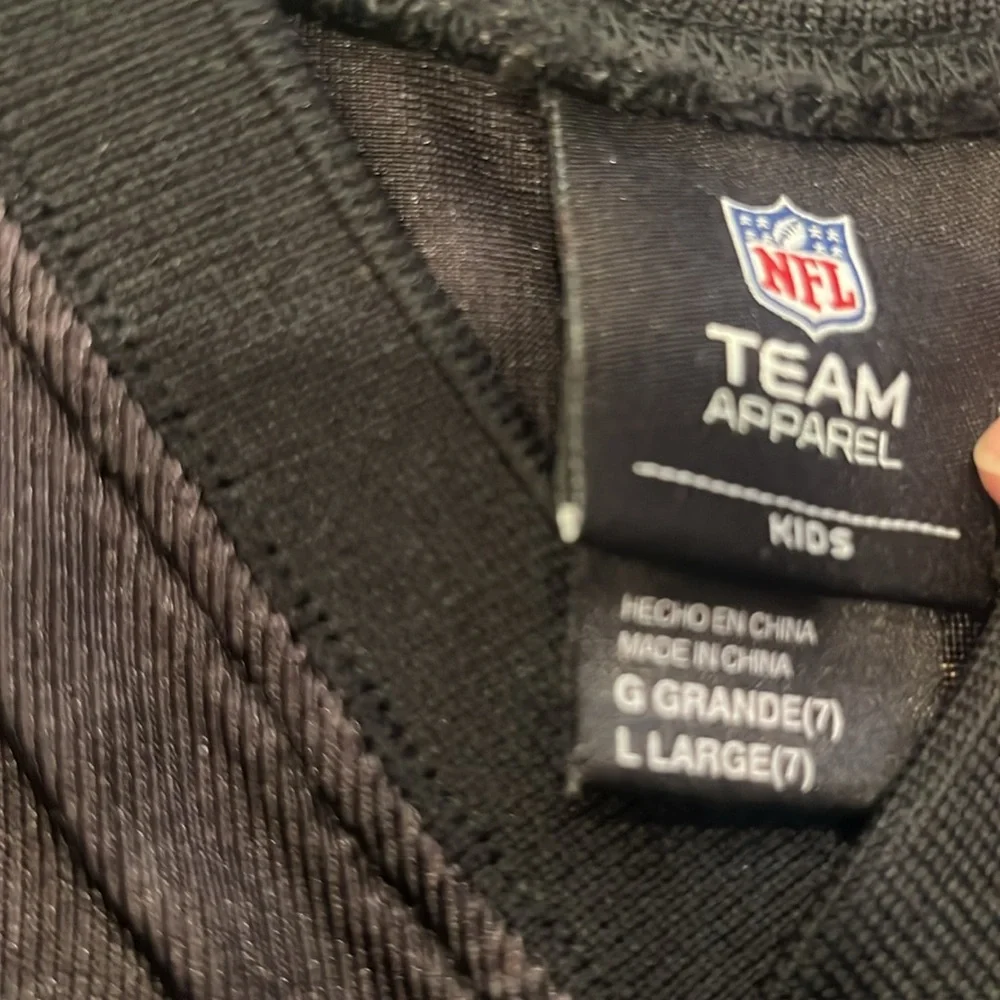 NFL
TEAM
APPAREL
KIDS
HECHO EN CHINA
MADE IN CHINA
G GRANDE(7)
L LARGE(7)